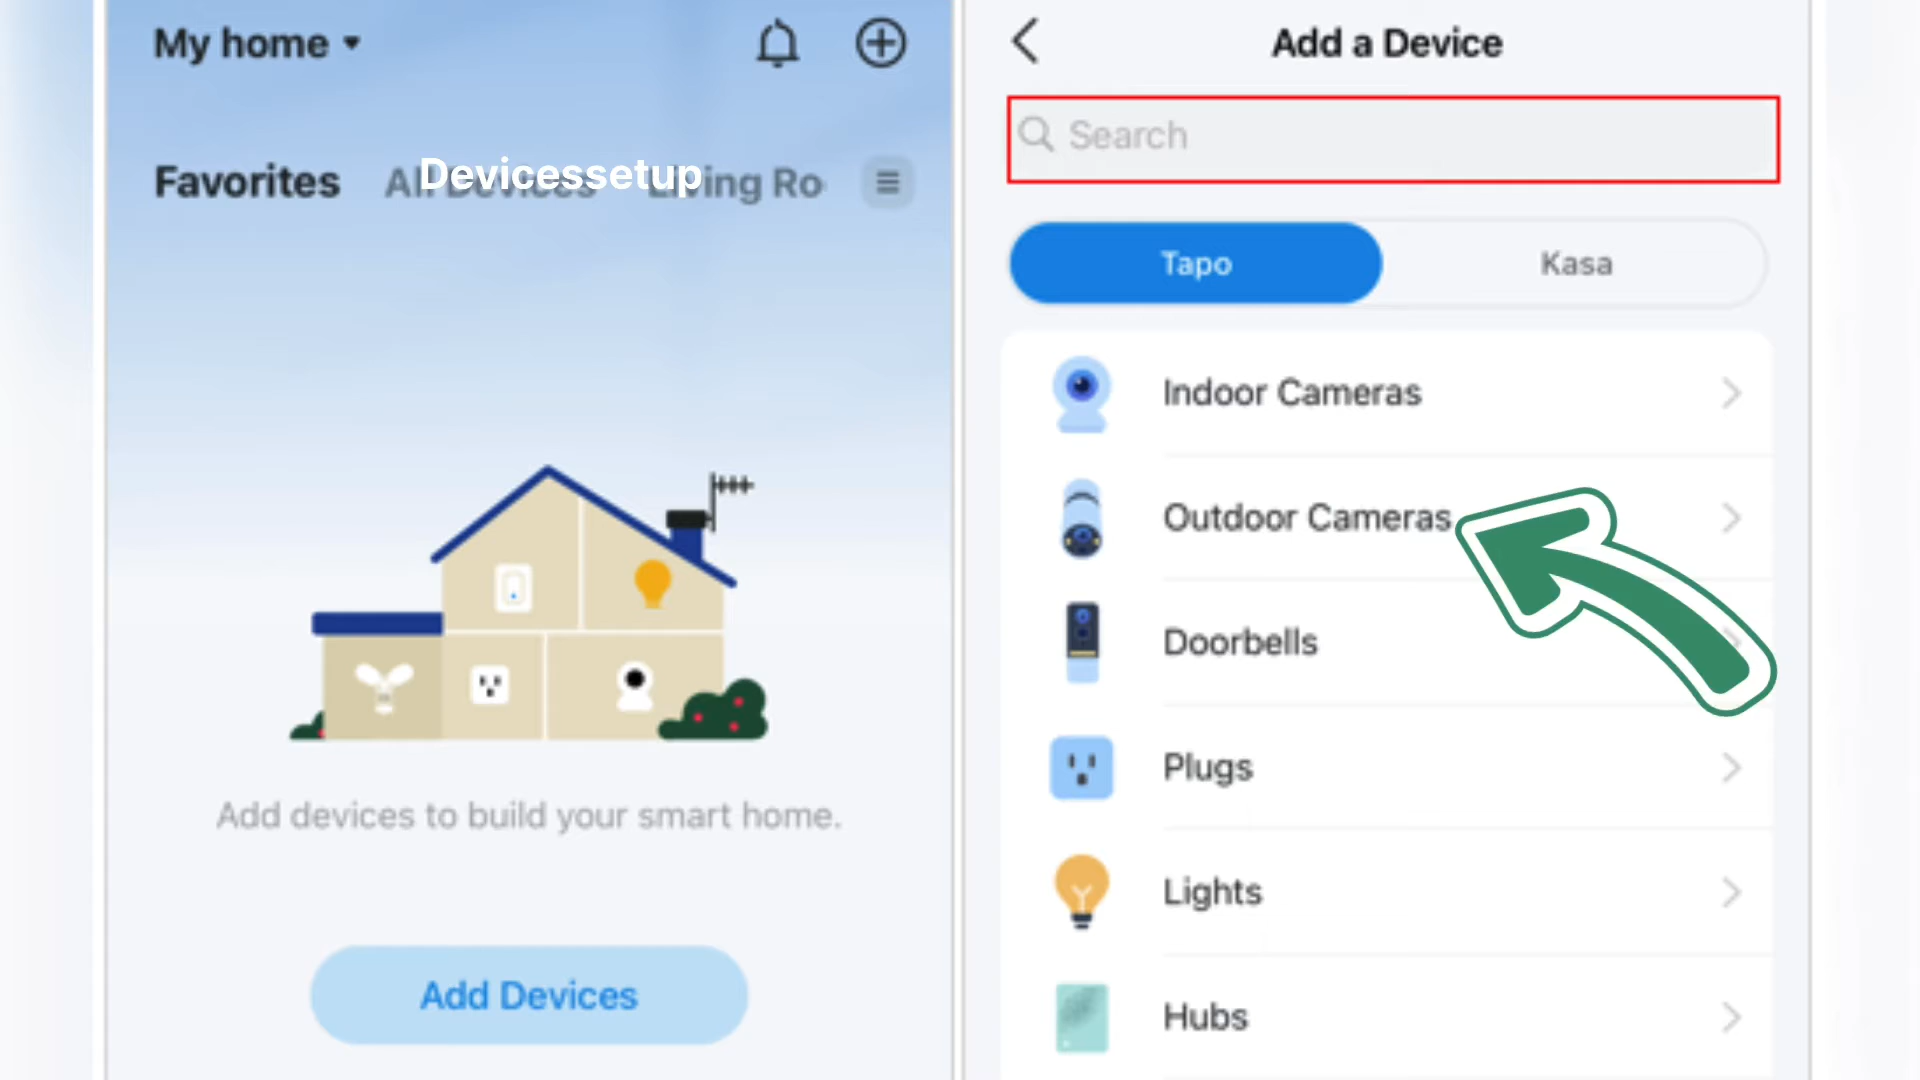 My home
Favorites
Devicessetup
Add devices to build your smart home.
Add Devices
Add a Device
Search
Tapo
Kasa
Indoor Cameras
Outdoor Cameras
Doorbells
Plugs
Lights
Hubs